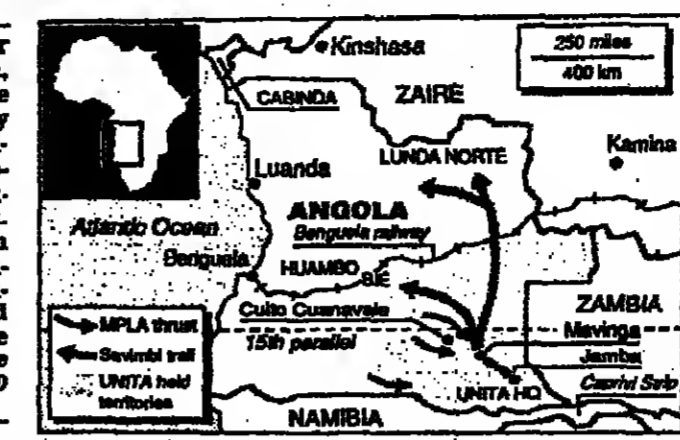 Kinshasa
250 miles
400 km
CABINDA
ZAIRE
Kamina
LUNDA NORTE
Luanda
ANGOLA
Benguela railway
Atlantic Ocean
Benguela
HUAMBO
BIE
Cuito Cuanavale
ZAMBIA
MPLA thrust
Mavinga
15th parallel
Savimbi trail
Jamba
UNITA held
territories
UNITA HQ
Caprivi Strip
NAMIBIA